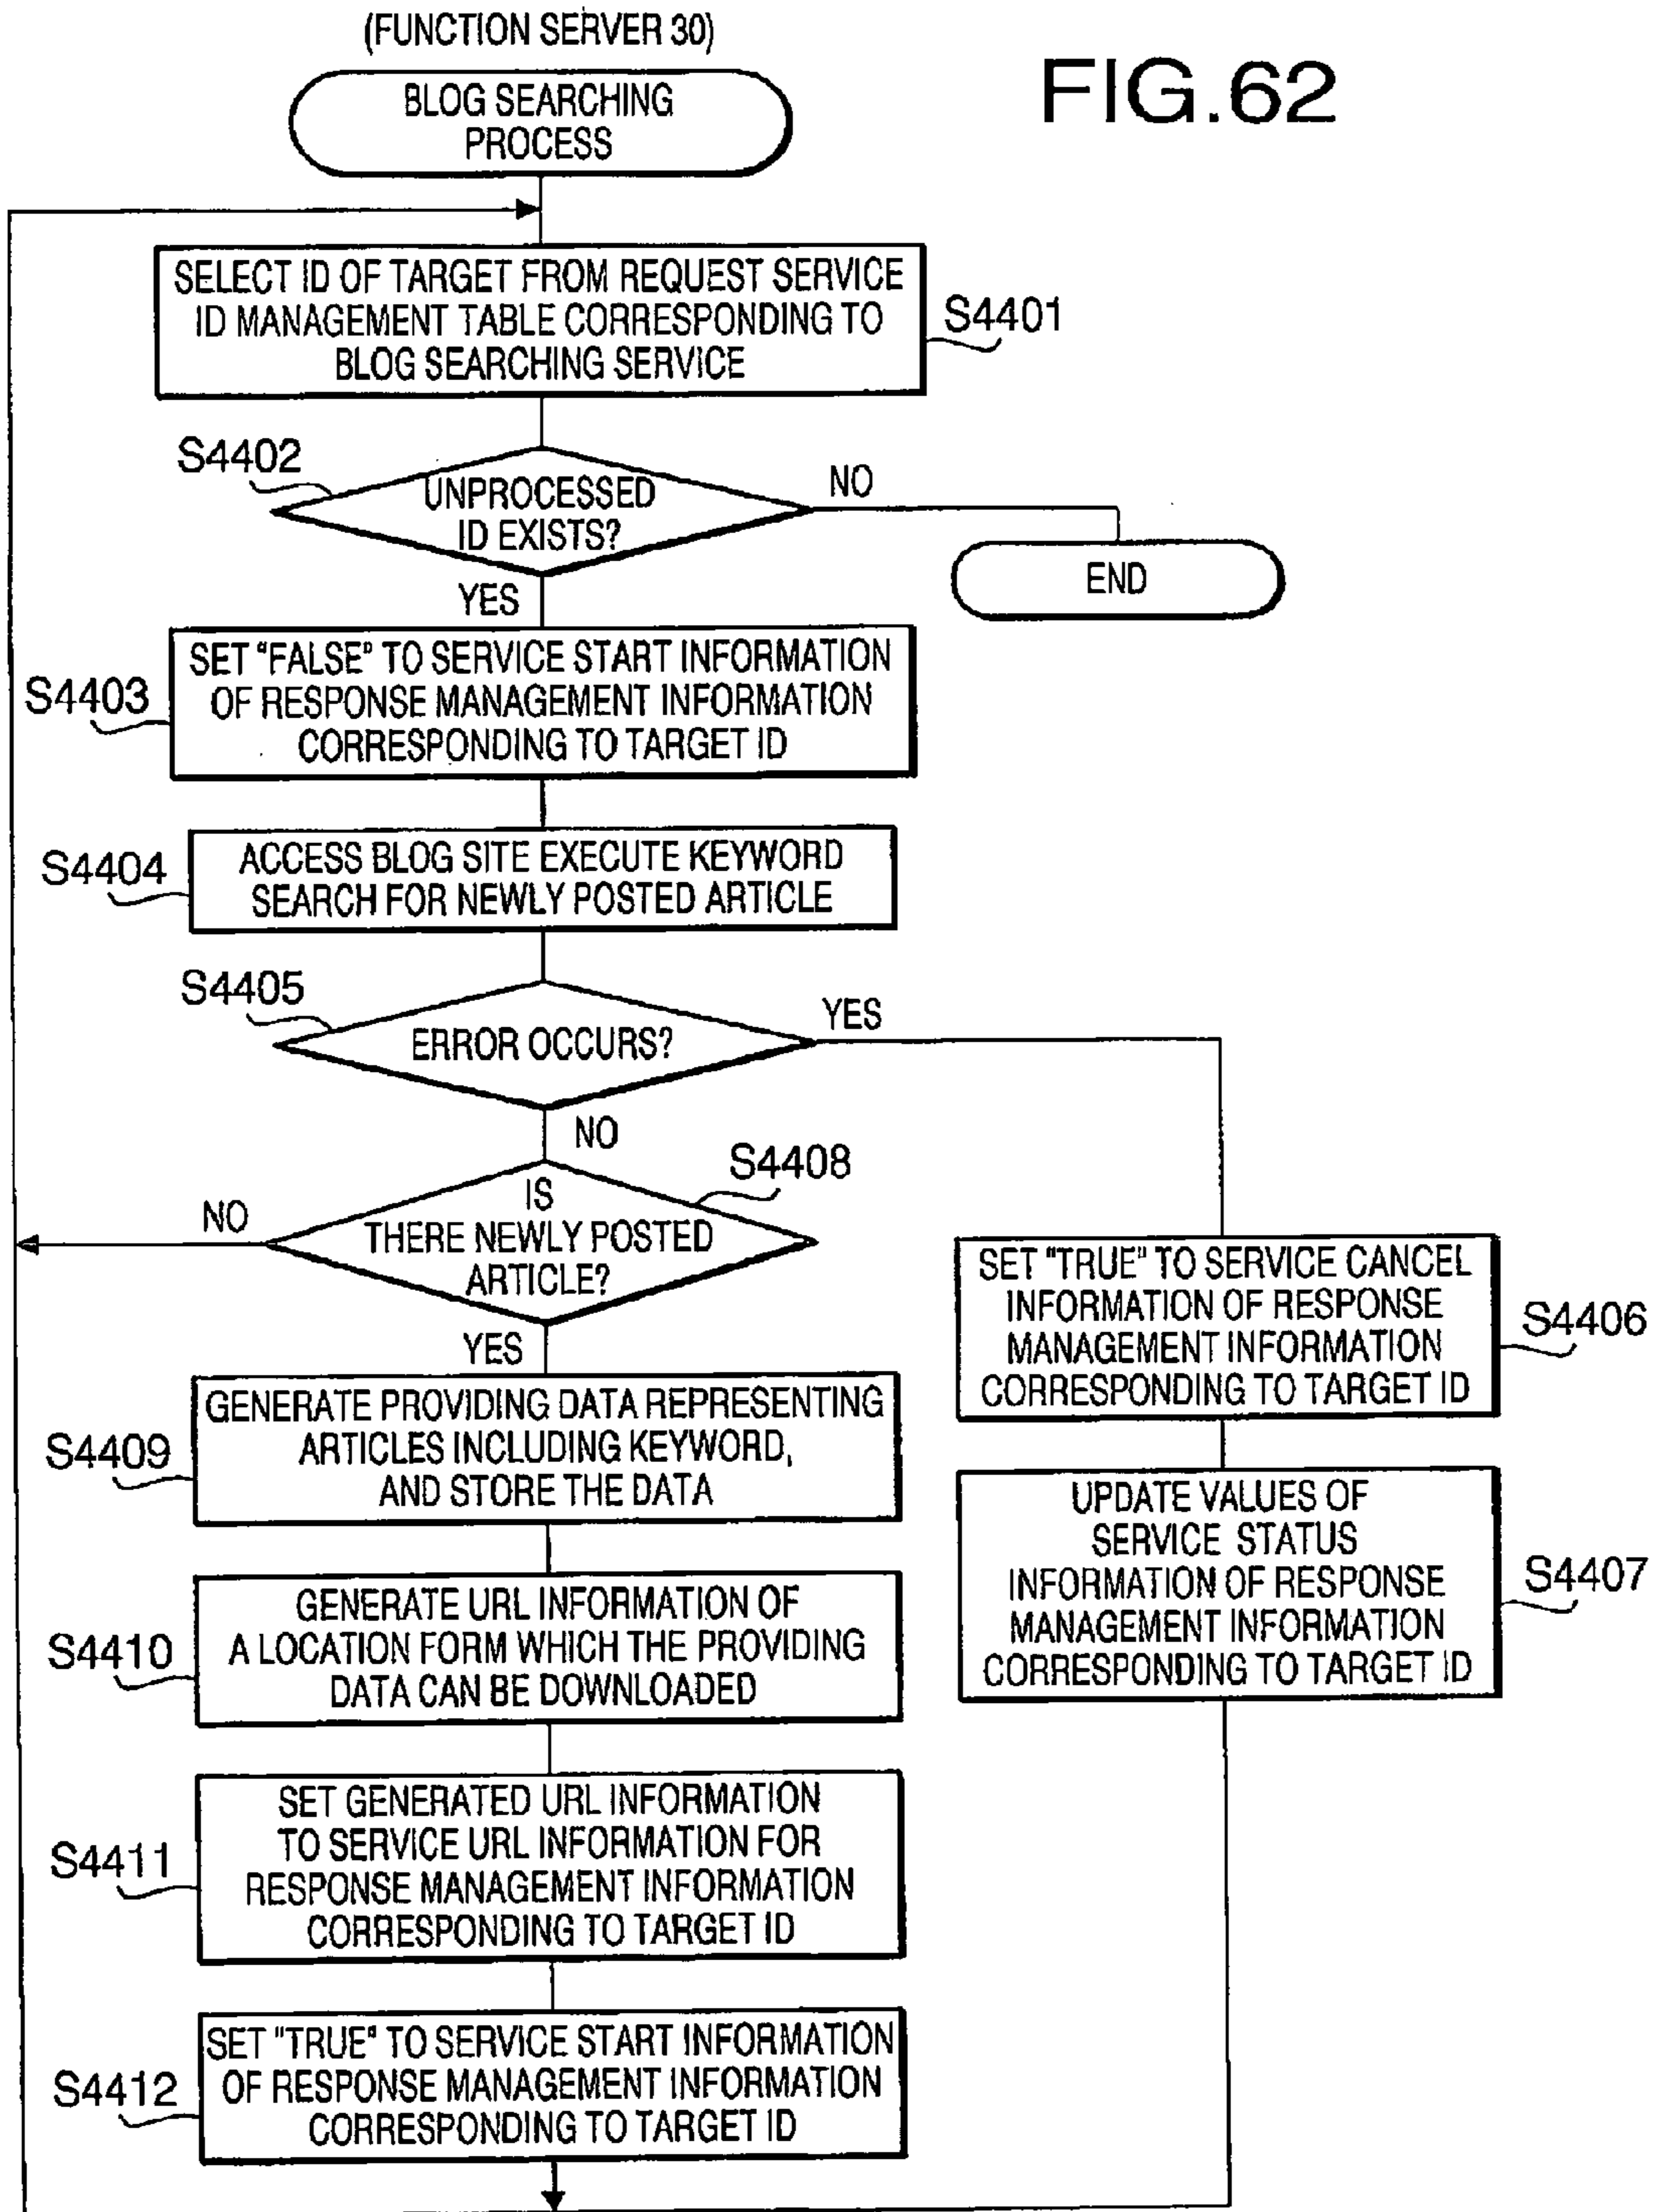 (FUNCTION SERVER 30)
FIG.62
BLOG SEARCHING
PROCESS
SELECT ID OF TARGET FROM REQUEST SERVICE
ID MANAGEMENT TABLE CORRESPONDING TO
BLOG SEARCHING SERVICE
S4401
S4402
UNPROCESSED
ID EXISTS?
NO
END
YES
SET "FALSE" TO SERVICE START INFORMATION
OF RESPONSE MANAGEMENT INFORMATION
CORRESPONDING TO TARGET ID
S4403
ACCESS BLOG SITE EXECUTE KEYWORD
SEARCH FOR NEWLY POSTED ARTICLE
S4404
S4405
ERROR OCCURS?
YES
NO
S4408
IS
THERE NEWLY POSTED
ARTICLE?
NO
YES
SET "TRUE" TO SERVICE CANCEL
INFORMATION OF RESPONSE
MANAGEMENT INFORMATION
CORRESPONDING TO TARGET ID
S4406
GENERATE PROVIDING DATA REPRESENTING
ARTICLES INCLUDING KEYWORD,
AND STORE THE DATA
S4409
UPDATE VALUES OF
SERVICE STATUS
INFORMATION OF RESPONSE
MANAGEMENT INFORMATION
CORRESPONDING TO TARGET ID
S4407
GENERATE URL INFORMATION OF
A LOCATION FORM WHICH THE PROVIDING
DATA CAN BE DOWNLOADED
S4410
SET GENERATED URL INFORMATION
TO SERVICE URL INFORMATION FOR
RESPONSE MANAGEMENT INFORMATION
CORRESPONDING TO TARGET ID
S4411
SET "TRUE" TO SERVICE START INFORMATION
OF RESPONSE MANAGEMENT INFORMATION
CORRESPONDING TO TARGET ID
S4412